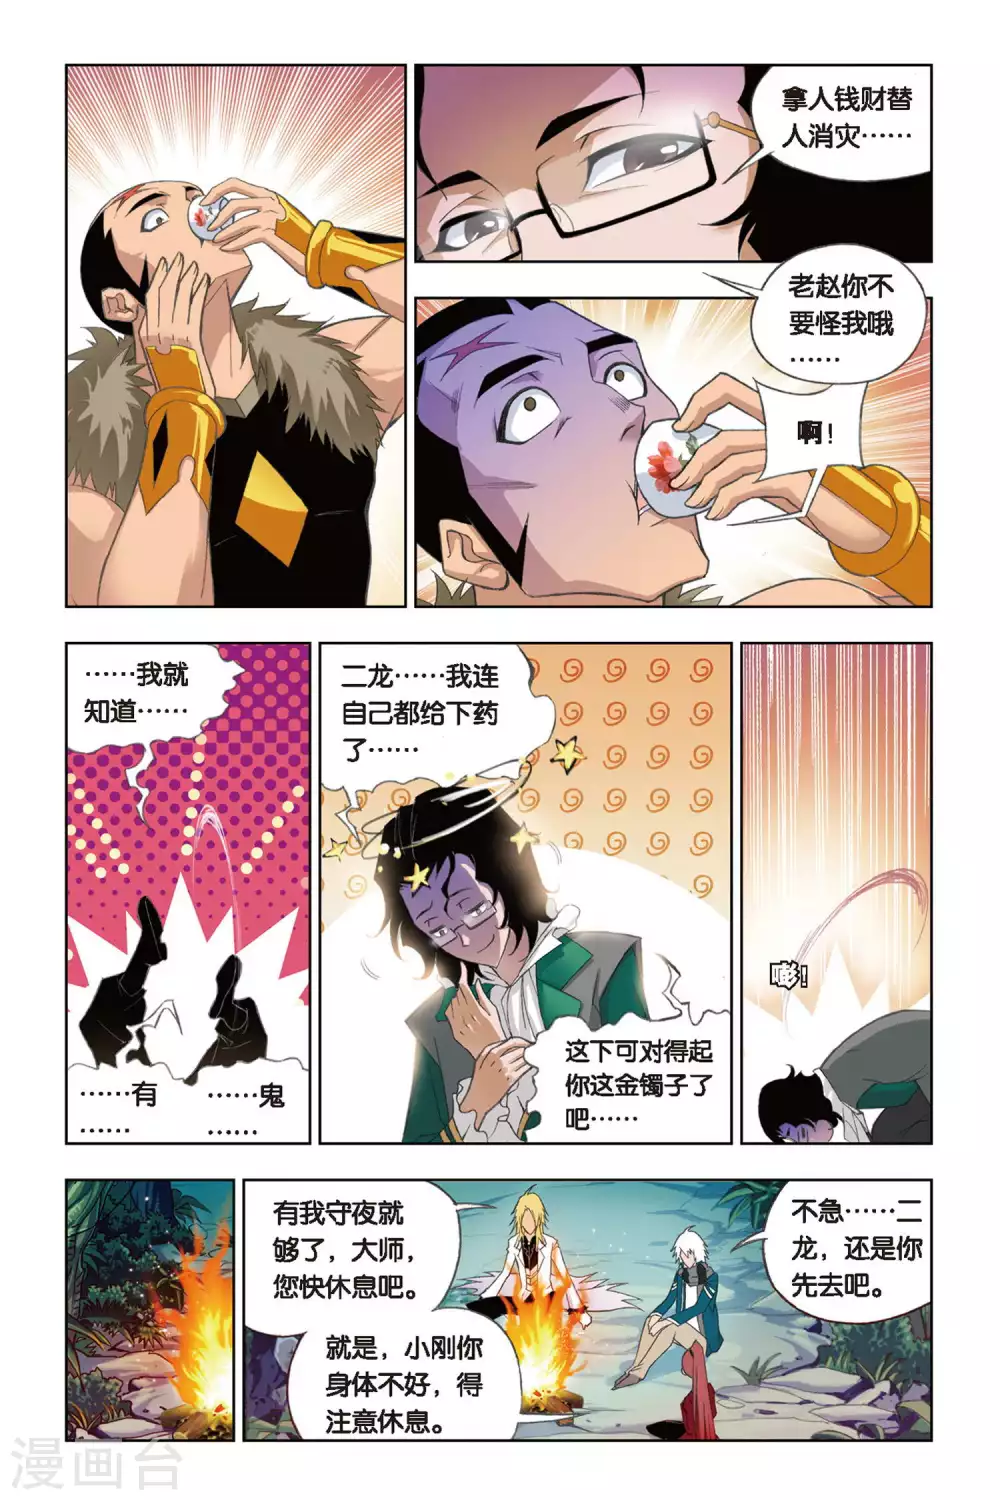 拿人钱财替
人消灾……
老赵你不
要怪我哦
……
啊！
……我就
知道……
……有
……
……鬼
……
二龙……我连
自己都给下药
了……
这下可对得起
你这金镯子了
吧……
嘭！
有我守夜就
够了，大师，
您快休息吧。
就是，小刚你
身体不好，得
注意休息。
不急……二
龙，还是你
先去吧。
漫画台